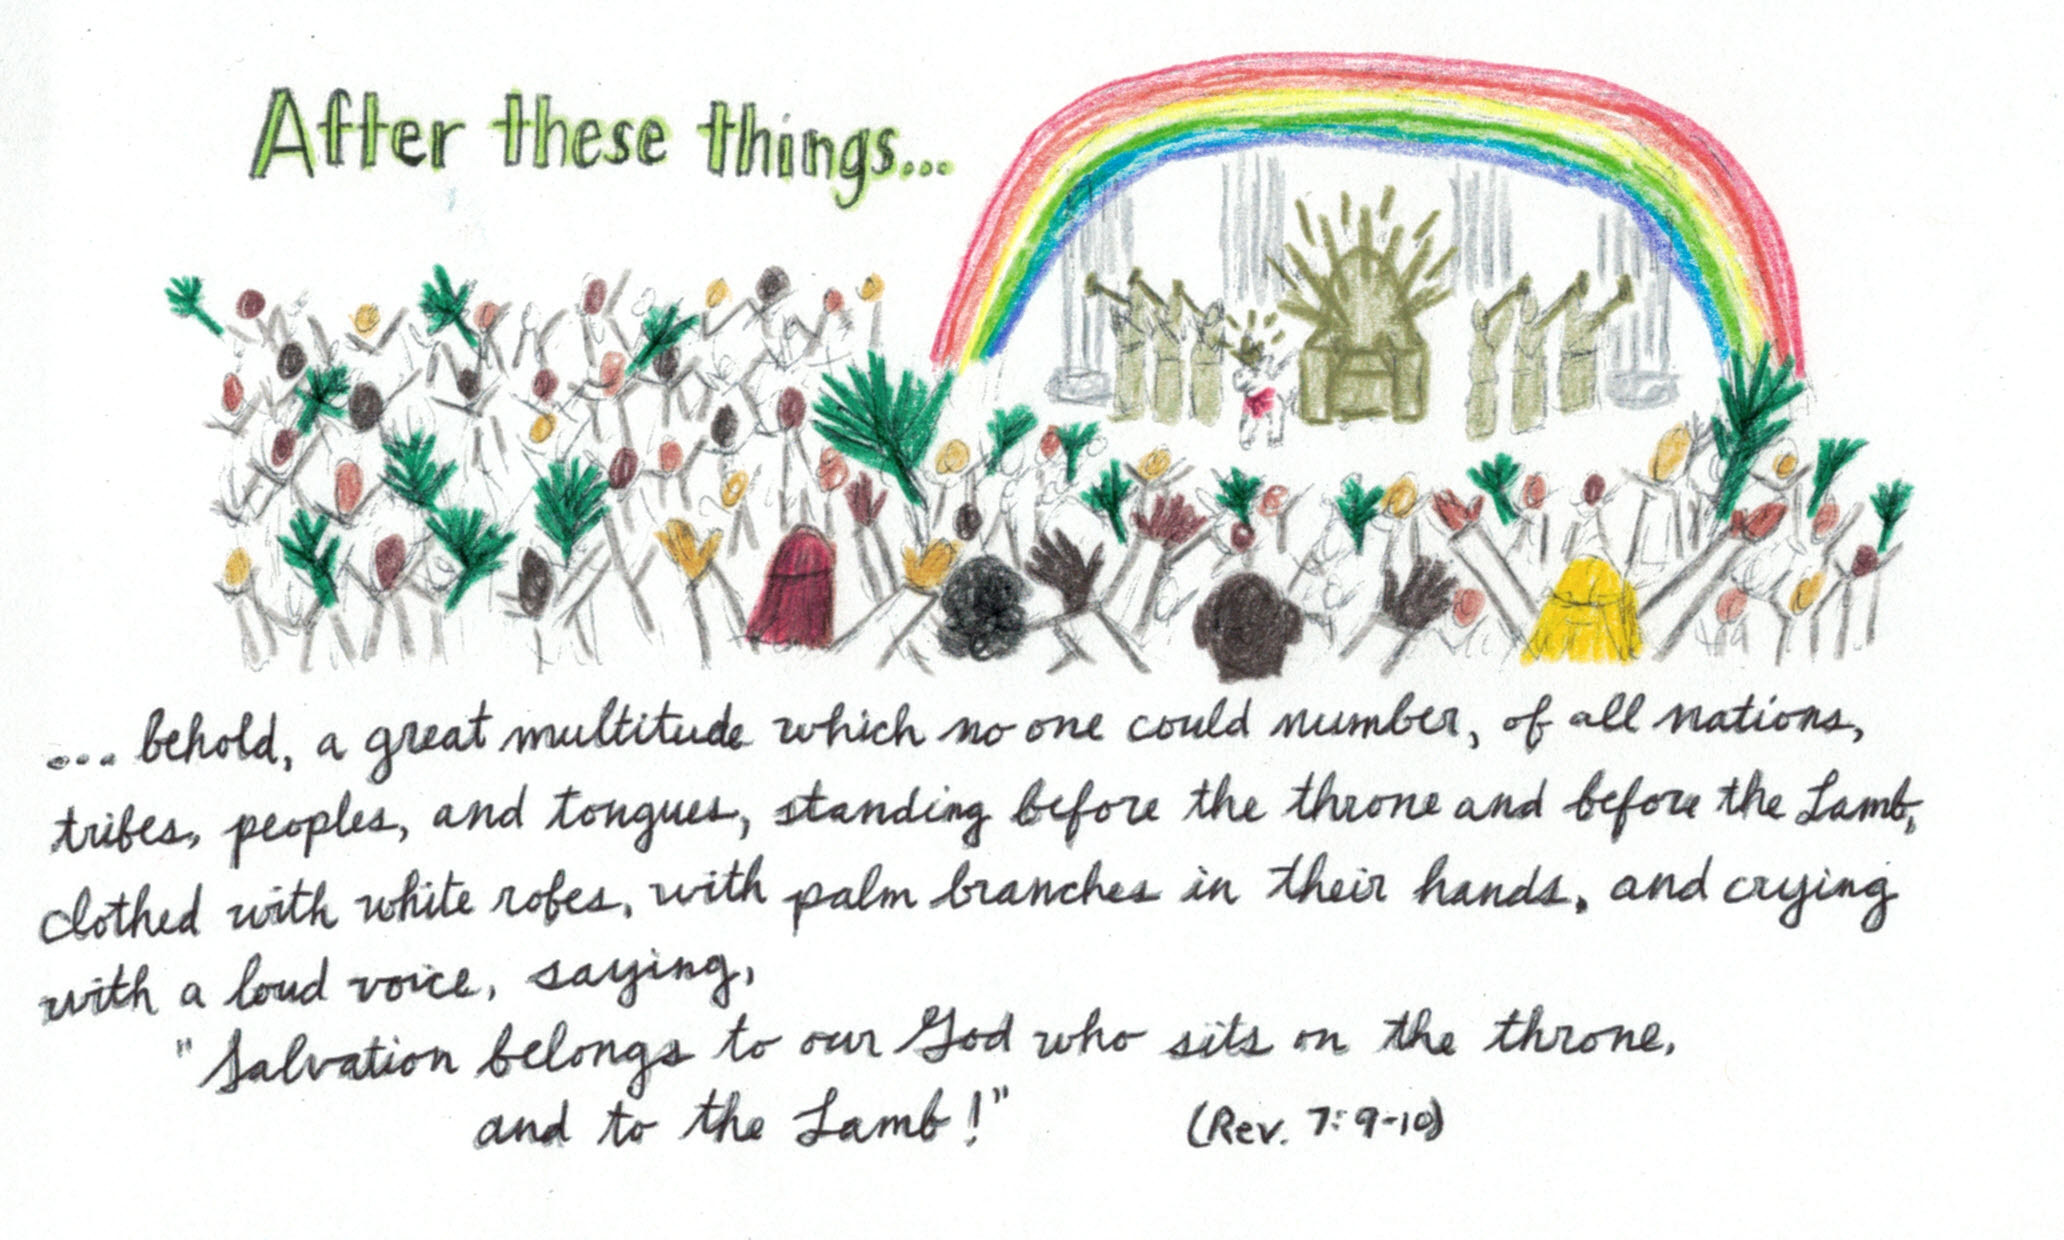 After these things...
... behold, a great multitude which no one could number, of all nations,
tribes, peoples, and tongues, standing before the throne and before the Lamb,
clothed with white robes, with palm branches in their hands, and crying
with a loud voice, saying,
"Salvation belongs to our God who sits on the throne,
and to the Lamb!" (Rev. 7:9-10)